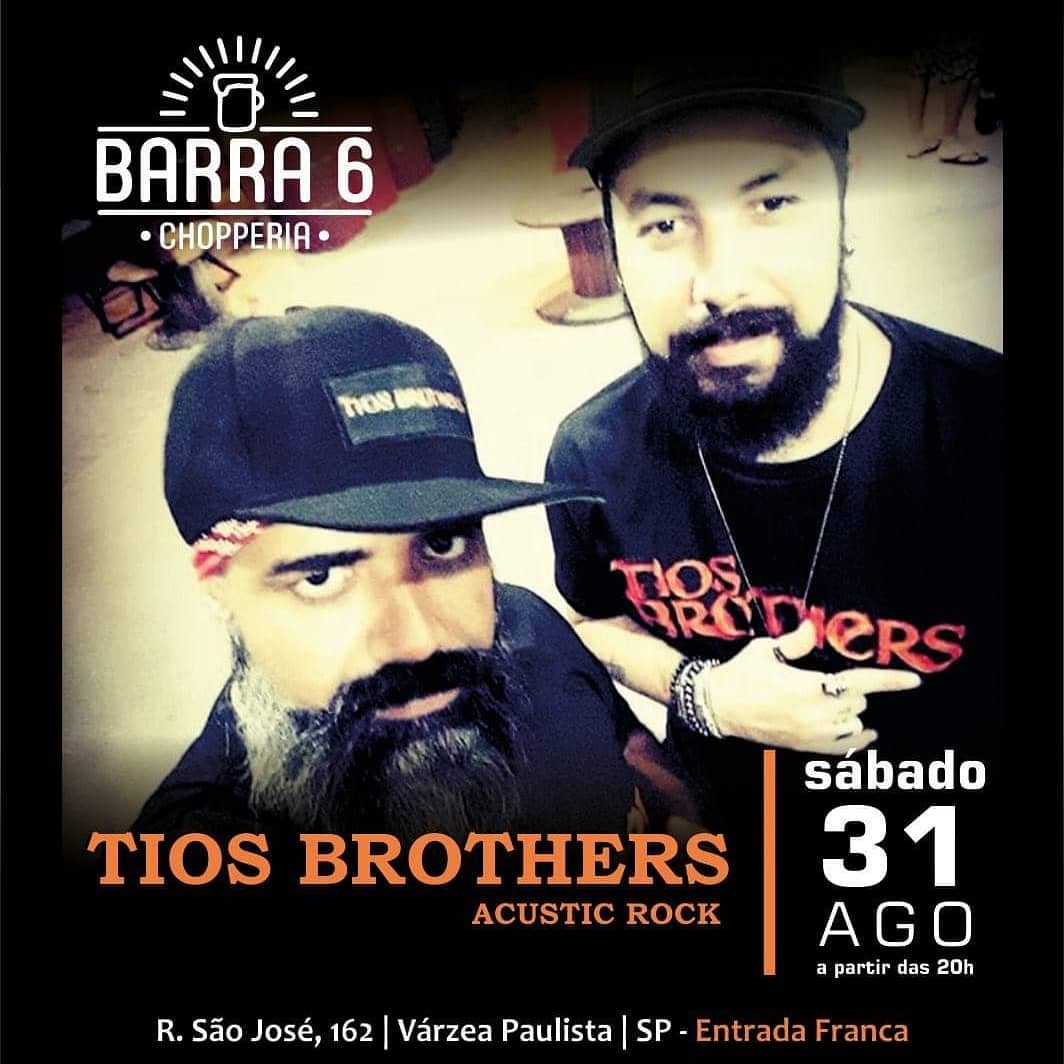 BARRA 6
• CHOPPERIA •
TIOS BROTHERS
TIOS
BROTHERS
TIOS BROTHERS
ACUSTIC ROCK
sábado
31
AGO
a partir das 20h
R. São José, 162 | Várzea Paulista | SP - Entrada Franca